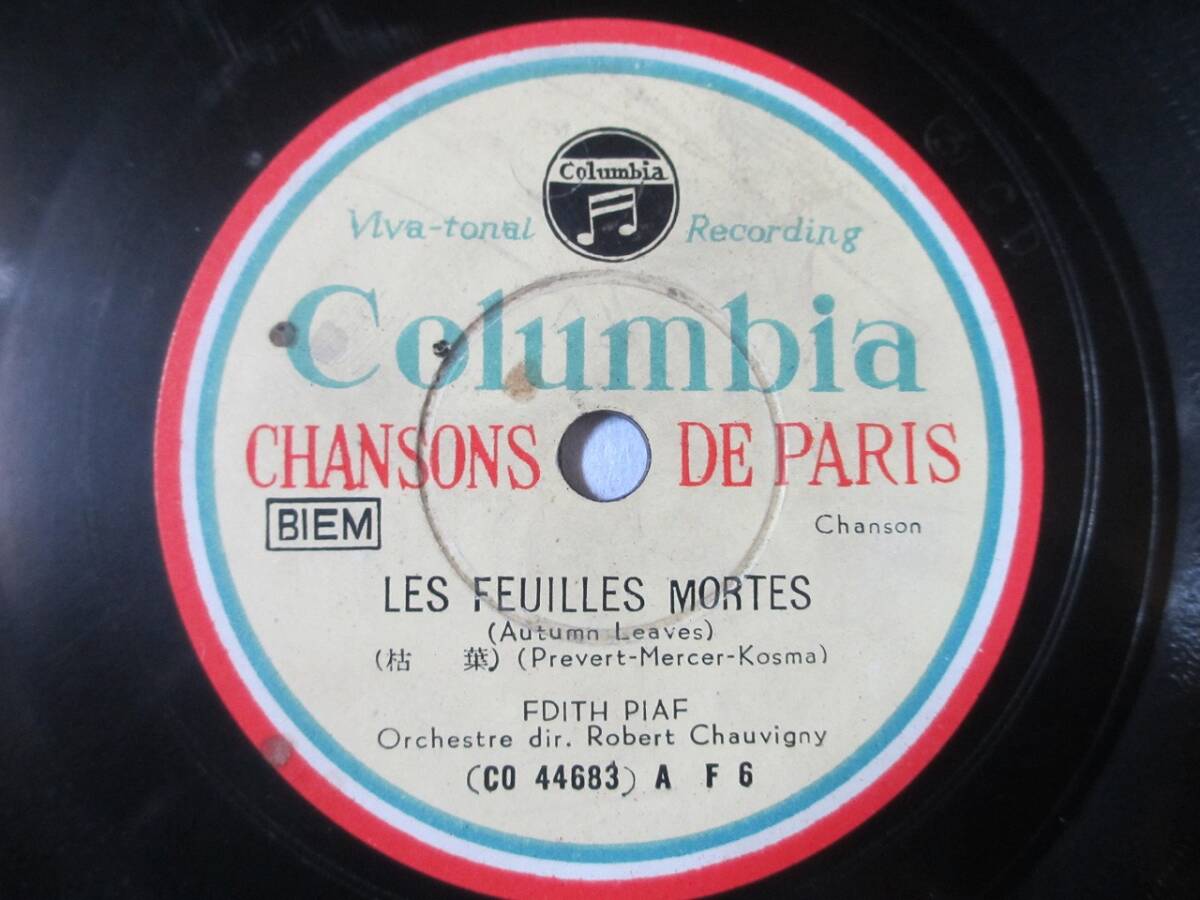 Columbia
Viva-tonal Recording
Columbia
CHANSONS DE PARIS
BIEM
Chanson
LES FEUILLES MORTES
(Autumn Leaves)
(枯 葉) (Prevert-Mercer-Kosma)
FDITH PIAF
Orchestre dir. Robert Chauvigny
(CO 44683) A F 6